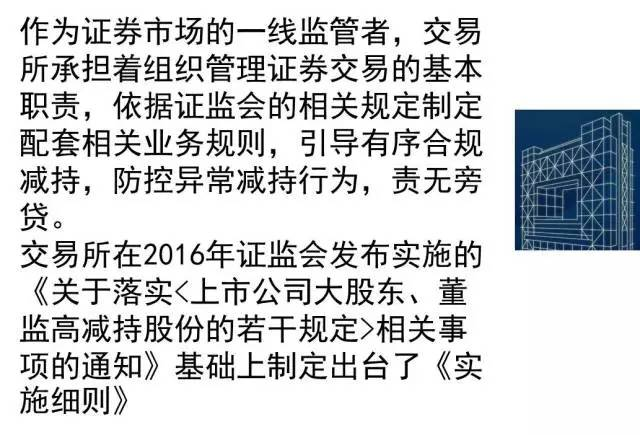 作为证券市场的一线监管者，交易
所承担着组织管理证券交易的基本
职责，依据证监会的相关规定制定
配套相关业务规则，引导有序合规
减持，防控异常减持行为，责无旁
贷。
交易所在2016年证监会发布实施的
《关于落实<上市公司大股东、董
监高减持股份的若干规定>相关事
项的通知》基础上制定出台了《实
施细则》